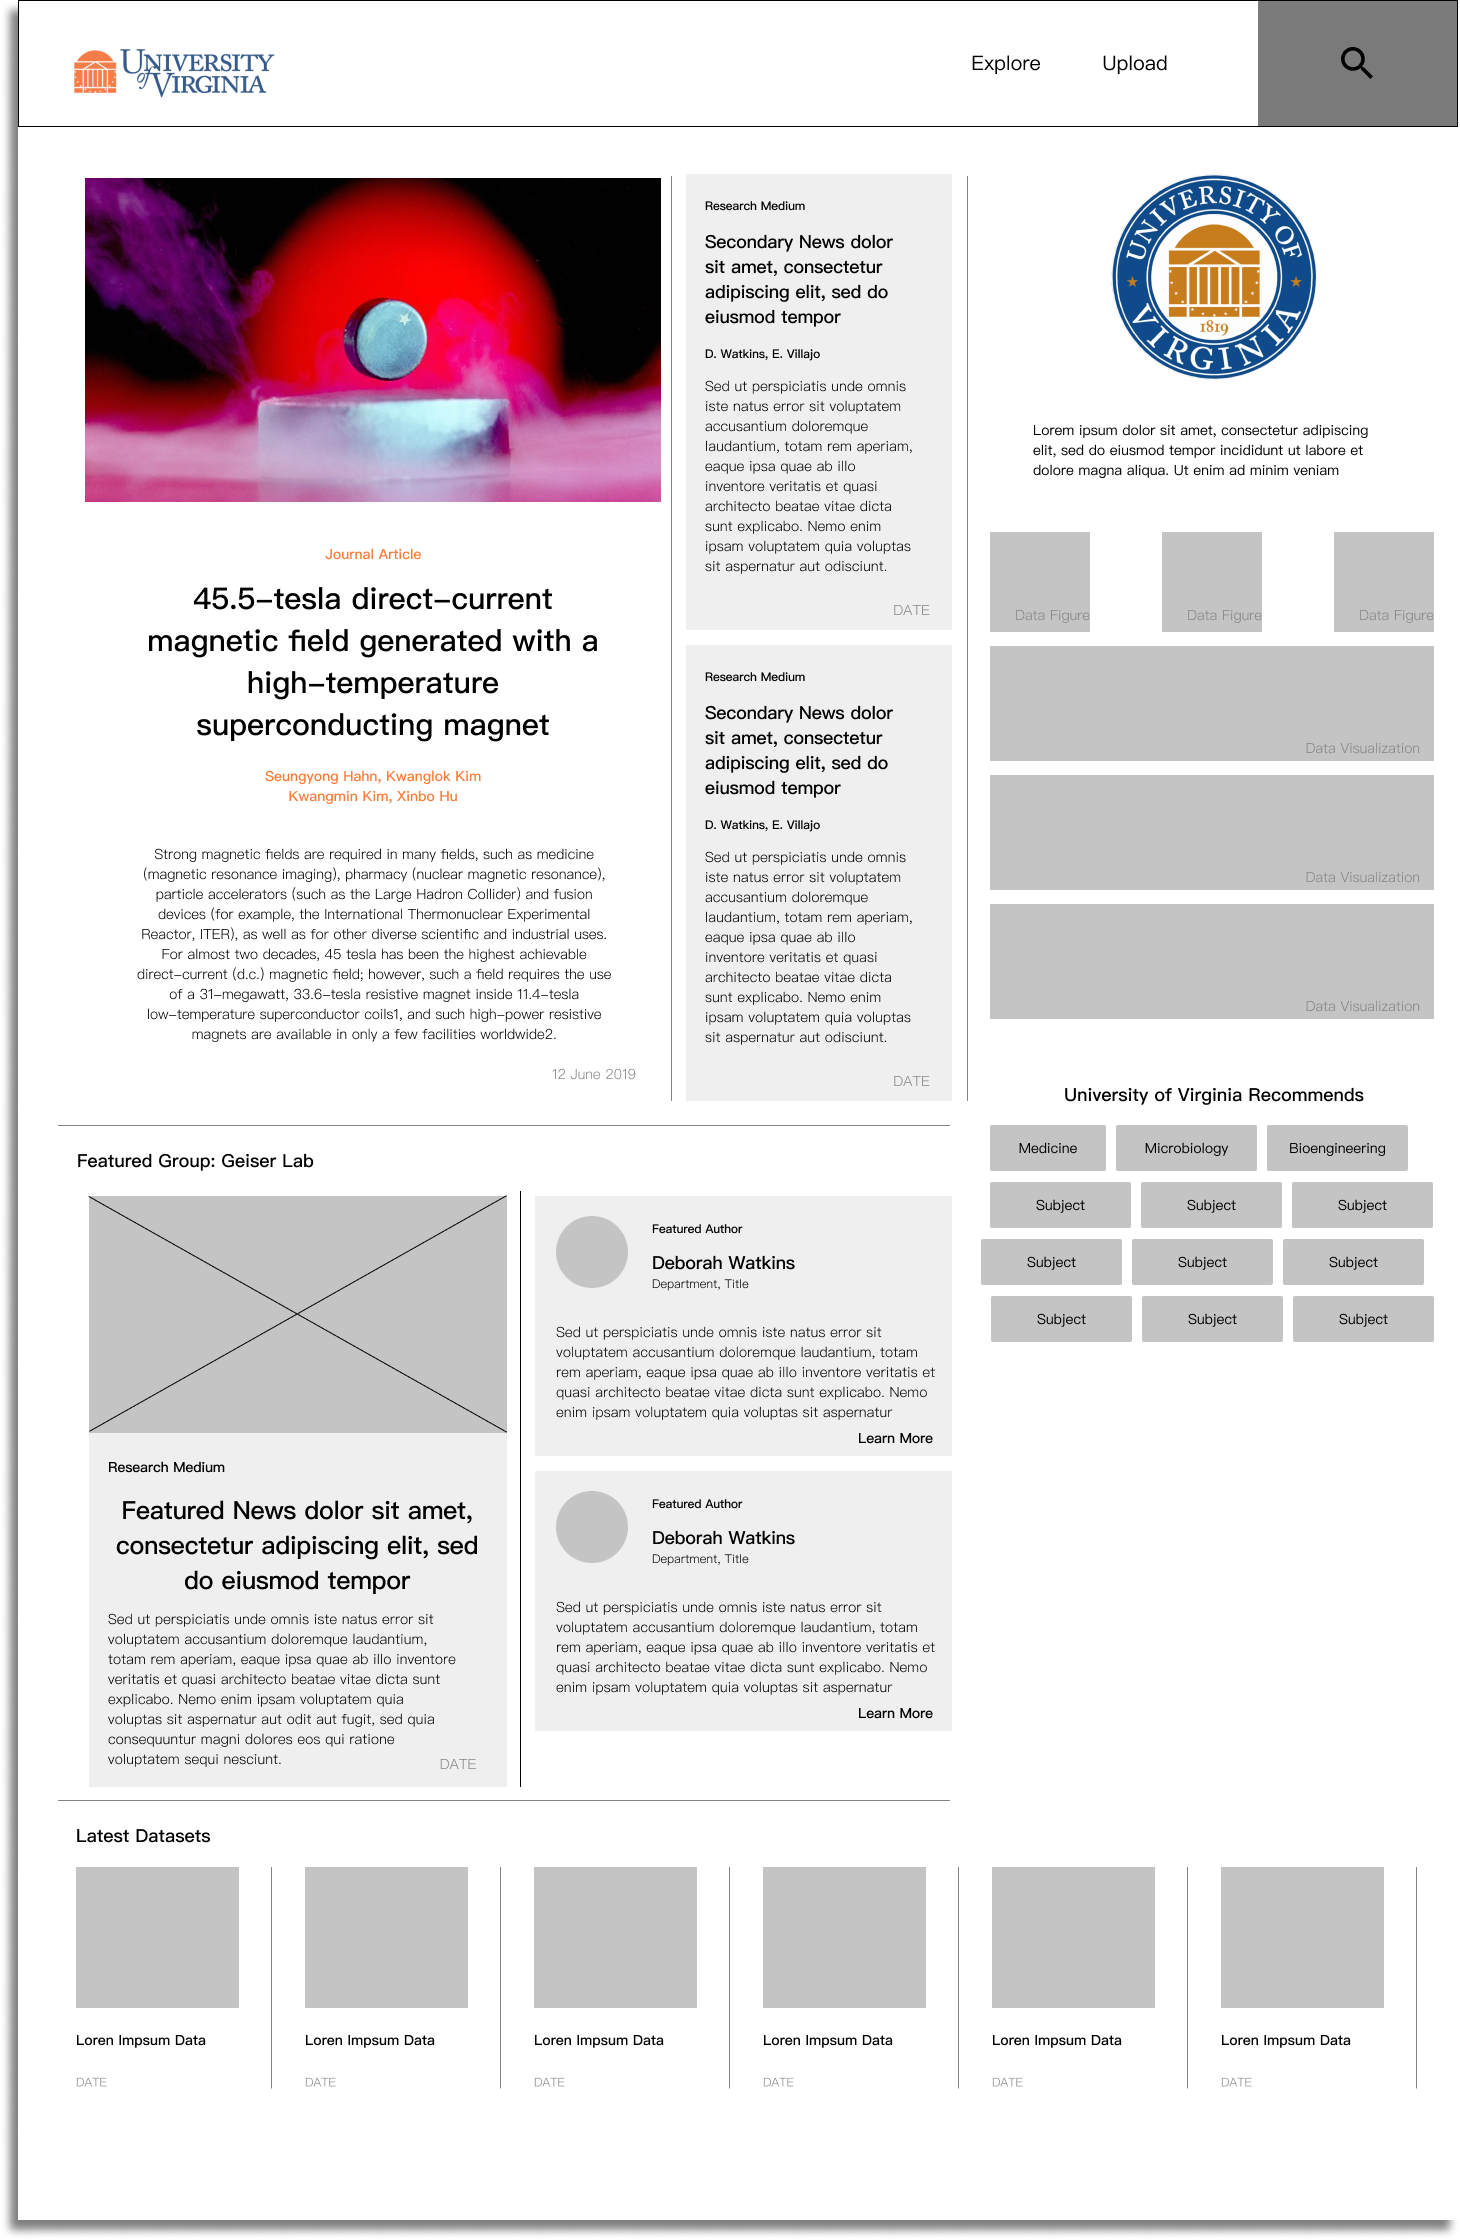 UNIVERSITY
of VIRGINIA
Explore
Upload
Journal Article
45.5-tesla direct-current
magnetic field generated with a
high-temperature
superconducting magnet
Seungyong Hahn, Kwanglok Kim
Kwangmin Kim, Xinbo Hu
Strong magnetic fields are required in many fields, such as medicine
(magnetic resonance imaging), pharmacy (nuclear magnetic resonance),
particle accelerators (such as the Large Hadron Collider) and fusion
devices (for example, the International Thermonuclear Experimental
Reactor, ITER), as well as for other diverse scientific and industrial uses.
For almost two decades, 45 tesla has been the highest achievable
direct-current (d.c.) magnetic field; however, such a field requires the use
of a 31-megawatt, 33.6-tesla resistive magnet inside 11.4-tesla
low-temperature superconductor coils1, and such high-power resistive
magnets are available in only a few facilities worldwide2.
12 June 2019
Research Medium
Secondary News dolor
sit amet, consectetur
adipiscing elit, sed do
eiusmod tempor
D. Watkins, E. Villajo
Sed ut perspiciatis unde omnis
iste natus error sit voluptatem
accusantium doloremque
laudantium, totam rem aperiam,
eaque ipsa quae ab illo
inventore veritatis et quasi
architecto beatae vitae dicta
sunt explicabo. Nemo enim
ipsam voluptatem quia voluptas
sit aspernatur aut odisciunt.
DATE
Research Medium
Secondary News dolor
sit amet, consectetur
adipiscing elit, sed do
eiusmod tempor
D. Watkins, E. Villajo
Sed ut perspiciatis unde omnis
iste natus error sit voluptatem
accusantium doloremque
laudantium, totam rem aperiam,
eaque ipsa quae ab illo
inventore veritatis et quasi
architecto beatae vitae dicta
sunt explicabo. Nemo enim
ipsam voluptatem quia voluptas
sit aspernatur aut odisciunt.
DATE
UNIVERSITY OF
VIRGINIA
1819
Lorem ipsum dolor sit amet, consectetur adipiscing
elit, sed do eiusmod tempor incididunt ut labore et
dolore magna aliqua. Ut enim ad minim veniam
Data Figure
Data Figure
Data Figure
Data Visualization
Data Visualization
Data Visualization
University of Virginia Recommends
Medicine
Microbiology
Bioengineering
Subject
Subject
Subject
Subject
Subject
Subject
Subject
Subject
Subject
Featured Group: Geiser Lab
Research Medium
Featured News dolor sit amet,
consectetur adipiscing elit, sed
do eiusmod tempor
Sed ut perspiciatis unde omnis iste natus error sit
voluptatem accusantium doloremque laudantium,
totam rem aperiam, eaque ipsa quae ab illo inventore
veritatis et quasi architecto beatae vitae dicta sunt
explicabo. Nemo enim ipsam voluptatem quia
voluptas sit aspernatur aut odit aut fugit, sed quia
consequuntur magni dolores eos qui ratione
voluptatem sequi nesciunt.
DATE
Featured Author
Deborah Watkins
Department, Title
Sed ut perspiciatis unde omnis iste natus error sit
voluptatem accusantium doloremque laudantium, totam
rem aperiam, eaque ipsa quae ab illo inventore veritatis et
quasi architecto beatae vitae dicta sunt explicabo. Nemo
enim ipsam voluptatem quia voluptas sit aspernatur
Learn More
Featured Author
Deborah Watkins
Department, Title
Sed ut perspiciatis unde omnis iste natus error sit
voluptatem accusantium doloremque laudantium, totam
rem aperiam, eaque ipsa quae ab illo inventore veritatis et
quasi architecto beatae vitae dicta sunt explicabo. Nemo
enim ipsam voluptatem quia voluptas sit aspernatur
Learn More
Latest Datasets
Loren Impsum Data
DATE
Loren Impsum Data
DATE
Loren Impsum Data
DATE
Loren Impsum Data
DATE
Loren Impsum Data
DATE
Loren Impsum Data
DATE